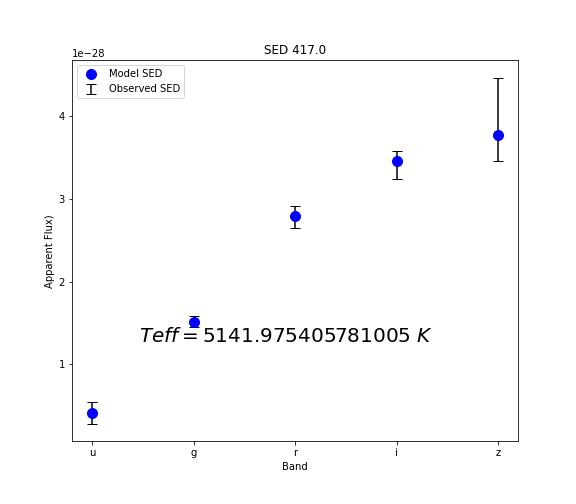 SED 417.0
1e−28
Model SED
Observed SED
4
3
2
1
Apparent Flux)
Teff = 5141.975405781005 K
u g r i z
Band